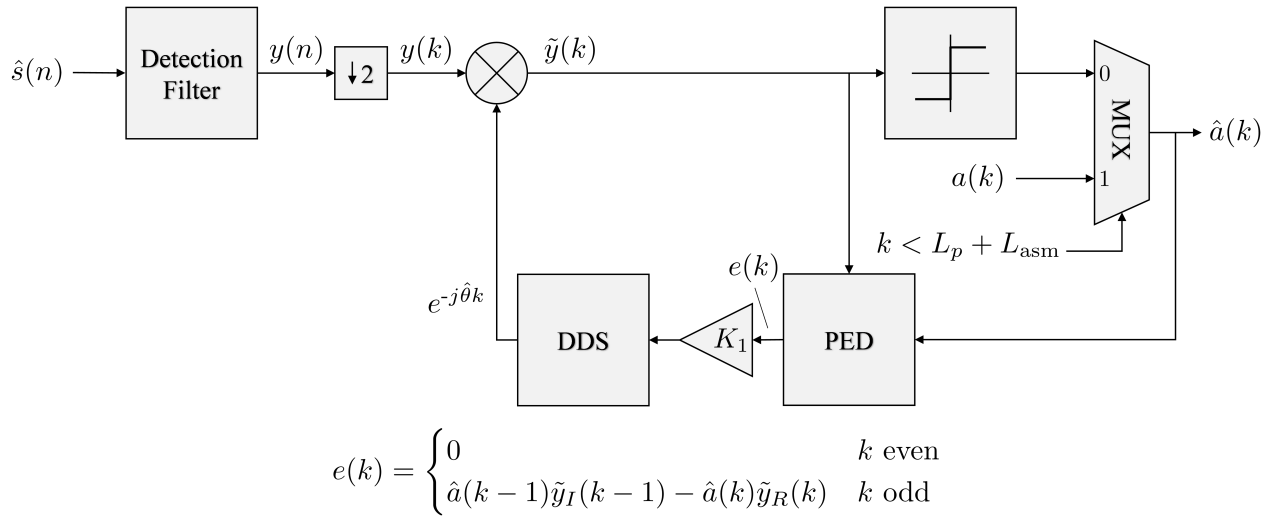 ŝ(n)
Detection
Filter
y(n)
↓2
y(k)
ỹ(k)
0
MUX
1
â(k)
a(k)
k < L_p + L_asm
e(k)
e^{-jθ̂k}
DDS
K_1
PED
e(k) = { 0 k even
â(k − 1)ỹ_I(k − 1) − â(k)ỹ_R(k) k odd